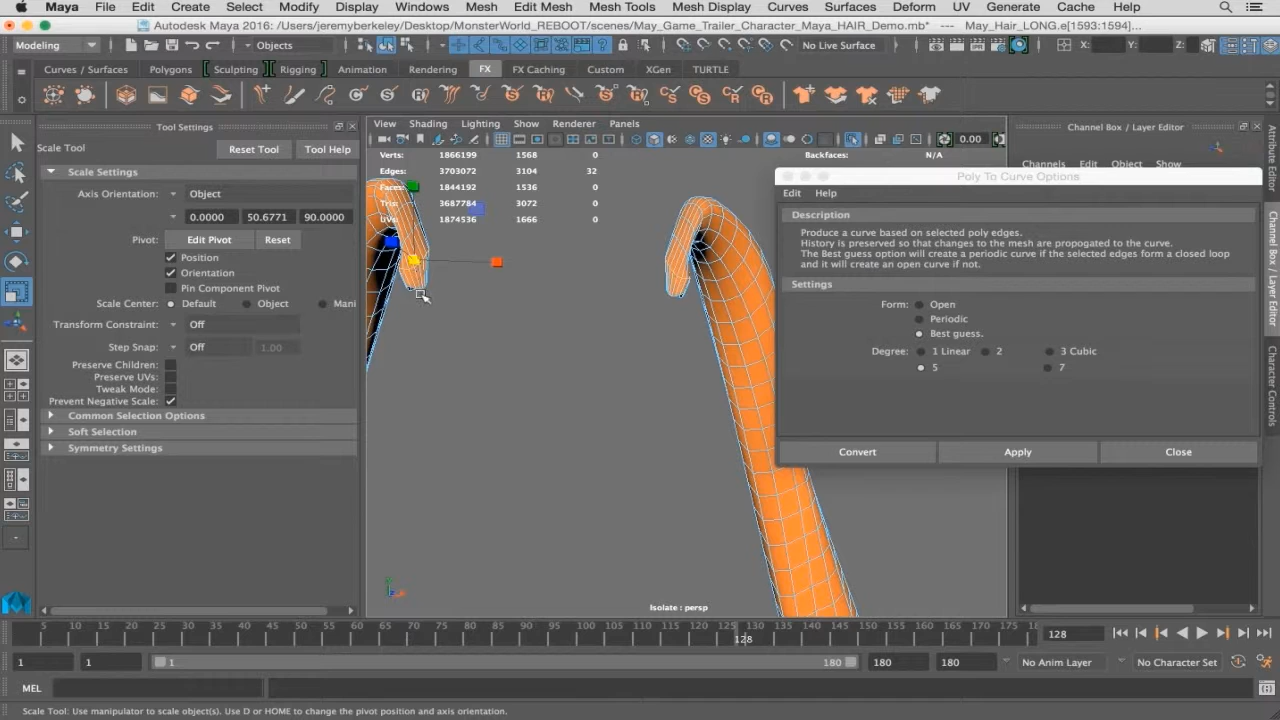 Maya File Edit Create Select Modify Display Windows Mesh Edit Mesh Mesh Tools Mesh Display Curves Surfaces Deform UV Generate Cache Help
Autodesk Maya 2016: /Users/jeremyberkeley/Desktop/MonsterWorld_REBOOT/scenes/May_Game_Trailer_Character_Maya_HAIR_Demo.mb* --- May_Hair_LONG.e[1593:1594]...
Modeling Objects No Live Surface X: Y: Z:
Curves / Surfaces Polygons Sculpting Rigging Animation Rendering FX FX Caching Custom XGen TURTLE
Tool Settings
Scale Tool Reset Tool Tool Help
Scale Settings
Axis Orientation: Object
0.0000 50.6771 90.0000
Pivot: Edit Pivot Reset
Position
Orientation
Pin Component Pivot
Scale Center: Default Object Mani
Transform Constraint: Off
Step Snap: Off 1.00
Preserve Children:
Preserve UVs:
Tweak Mode:
Prevent Negative Scale:
Common Selection Options
Soft Selection
Symmetry Settings
View Shading Lighting Show Renderer Panels
0.00
Verts: 1866199 1568 0
Edges: 3703072 3104 32
Faces: 1844192 1536 0
Tris: 3687784 3072 0
UVs: 1874536 1666 0
Backfaces: N/A
Isolate : persp
Channel Box / Layer Editor
Channels Edit Object Show
Poly To Curve Options
Edit Help
Description
Produce a curve based on selected poly edges.
History is preserved so that changes to the mesh are propogated to the curve.
The Best guess option will create a periodic curve if the selected edges form a closed loop
and it will create an open curve if not.
Settings
Form: Open
Periodic
Best guess.
Degree: 1 Linear 2 3 Cubic
5 7
Convert Apply Close
Attribute Editor
Channel Box / Layer Editor
Character Controls
5 10 15 20 25 30 35 40 45 50 55 60 65 70 75 80 85 90 95 100 105 110 115 120 125 130 135 140 145 150 155 160 165 170 175 18
128
128
1 1 1 180 180 180 No Anim Layer No Character Set
MEL
Scale Tool: Use manipulator to scale object(s). Use D or HOME to change the pivot position and axis orientation.